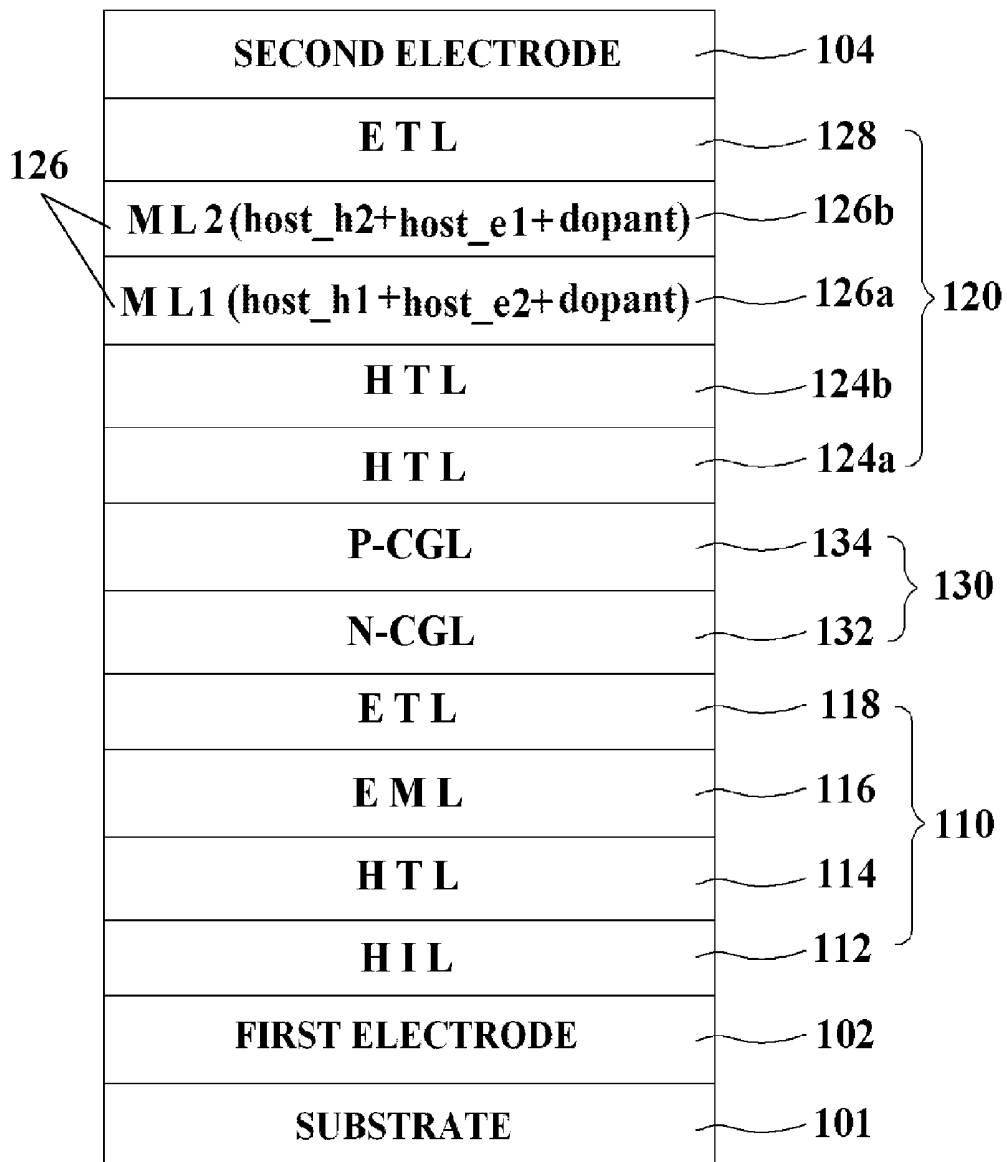 SECOND ELECTRODE 104
E T L 128
126
M L 2 (host_h2+host_e1+dopant) 126b
M L1 (host_h1+host_e2+dopant) 126a
120
H T L 124b
H T L 124a
P-CGL 134
130
N-CGL 132
E T L 118
E M L 116
110
H T L 114
H I L 112
FIRST ELECTRODE 102
SUBSTRATE 101